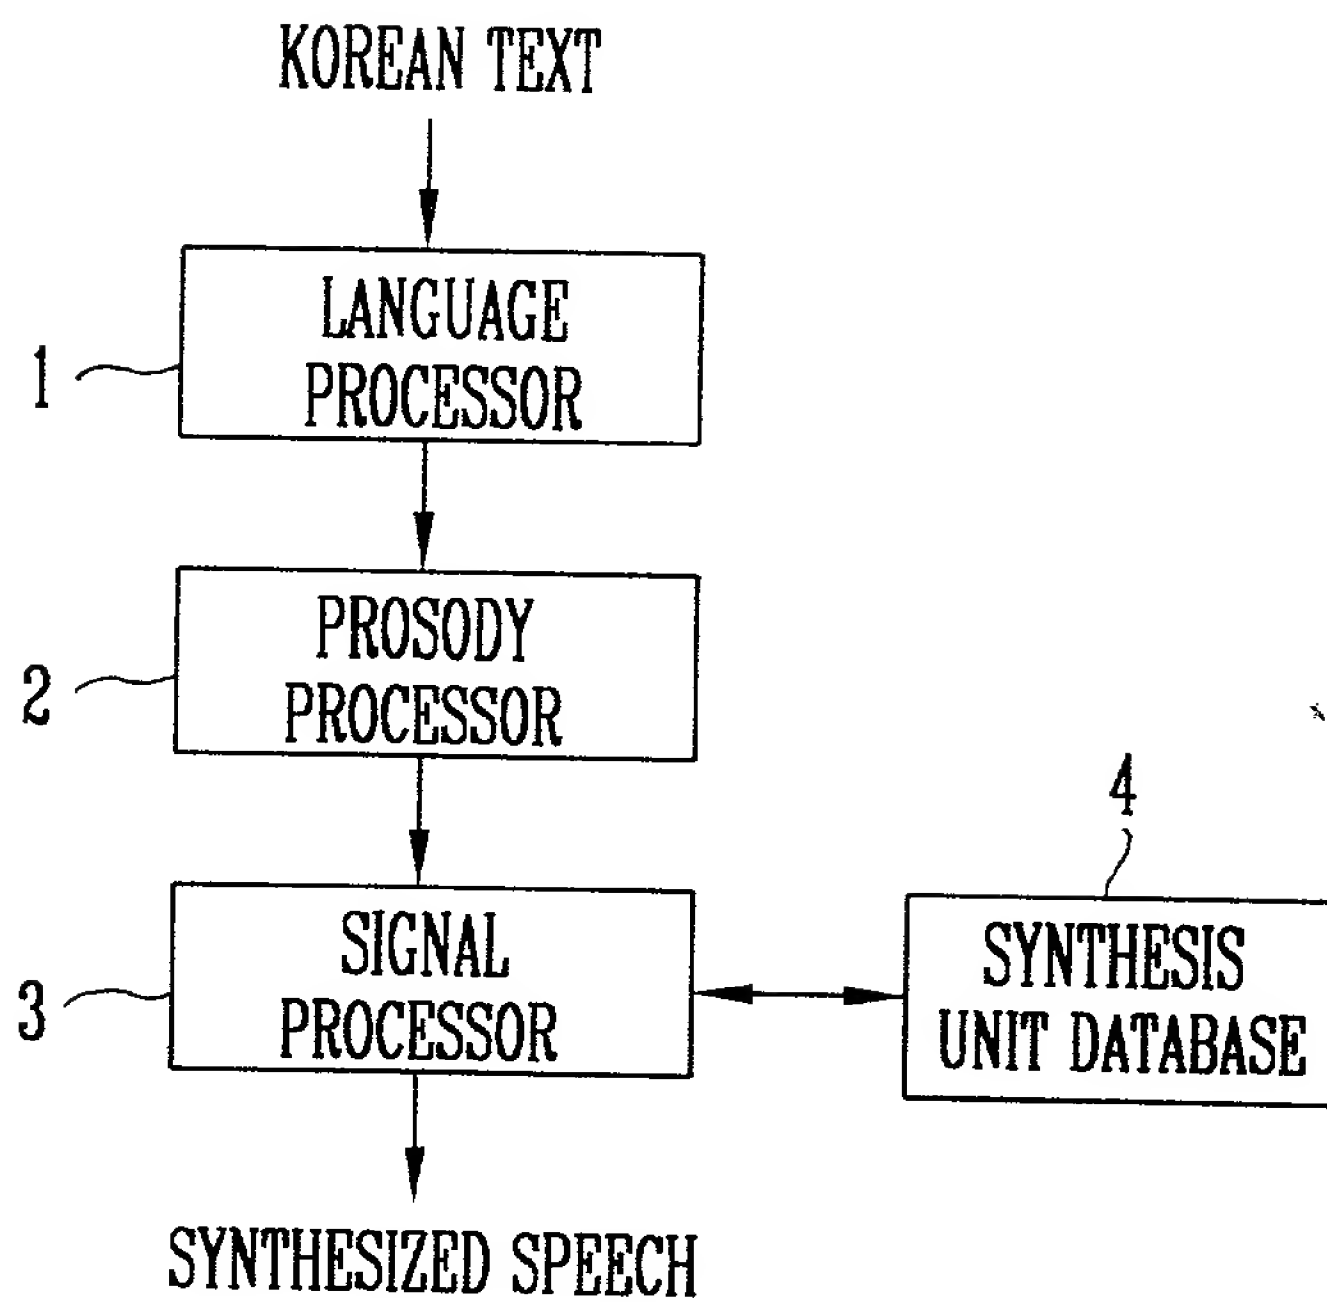 KOREAN TEXT
LANGUAGE
PROCESSOR
1
PROSODY
PROCESSOR
2
SIGNAL
PROCESSOR
3
4
SYNTHESIS
UNIT DATABASE
SYNTHESIZED SPEECH